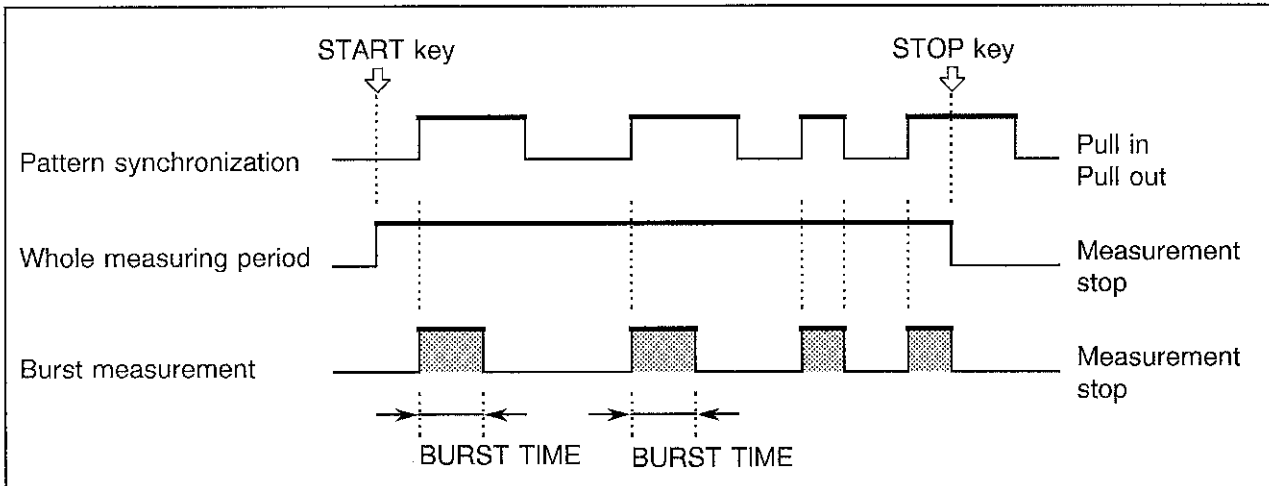 START key
STOP key
Pattern synchronization
Pull in
Pull out
Whole measuring period
Measurement
stop
Burst measurement
Measurement
stop
BURST TIME
BURST TIME